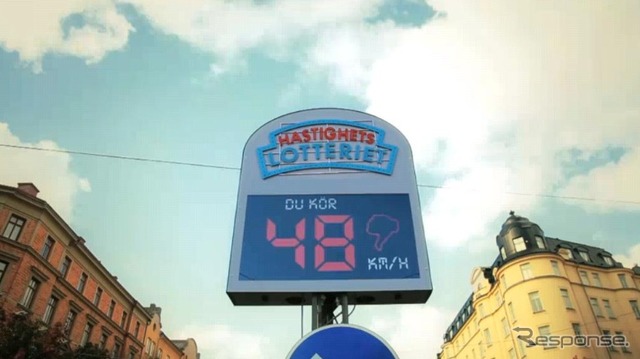 HASTIGHETS
LOTTERIET
DU KÖR
48
KM/H
Response.